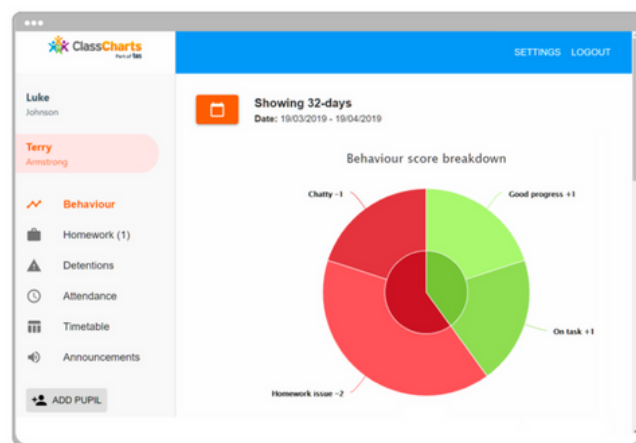 ClassCharts
Part of tes
SETTINGS LOGOUT
Luke
Johnson
Terry
Armstrong
Behaviour
Homework (1)
Detentions
Attendance
Timetable
Announcements
ADD PUPIL
Showing 32-days
Date: 19/03/2019 - 19/04/2019
Behaviour score breakdown
Chatty -1
Good progress +1
On task +1
Homework issue -2